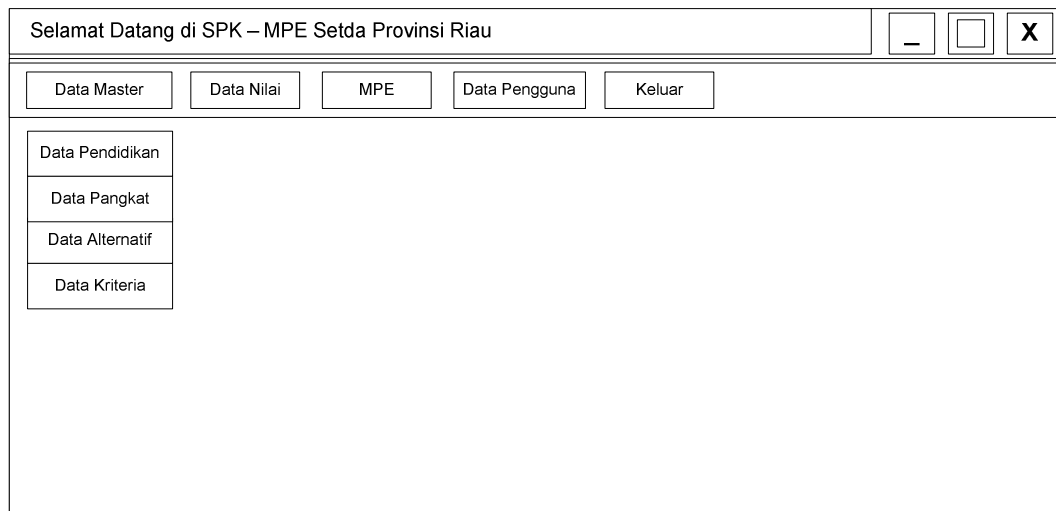 Selamat Datang di SPK – MPE Setda Provinsi Riau
_ X
Data Master Data Nilai MPE Data Pengguna Keluar
Data Pendidikan
Data Pangkat
Data Alternatif
Data Kriteria